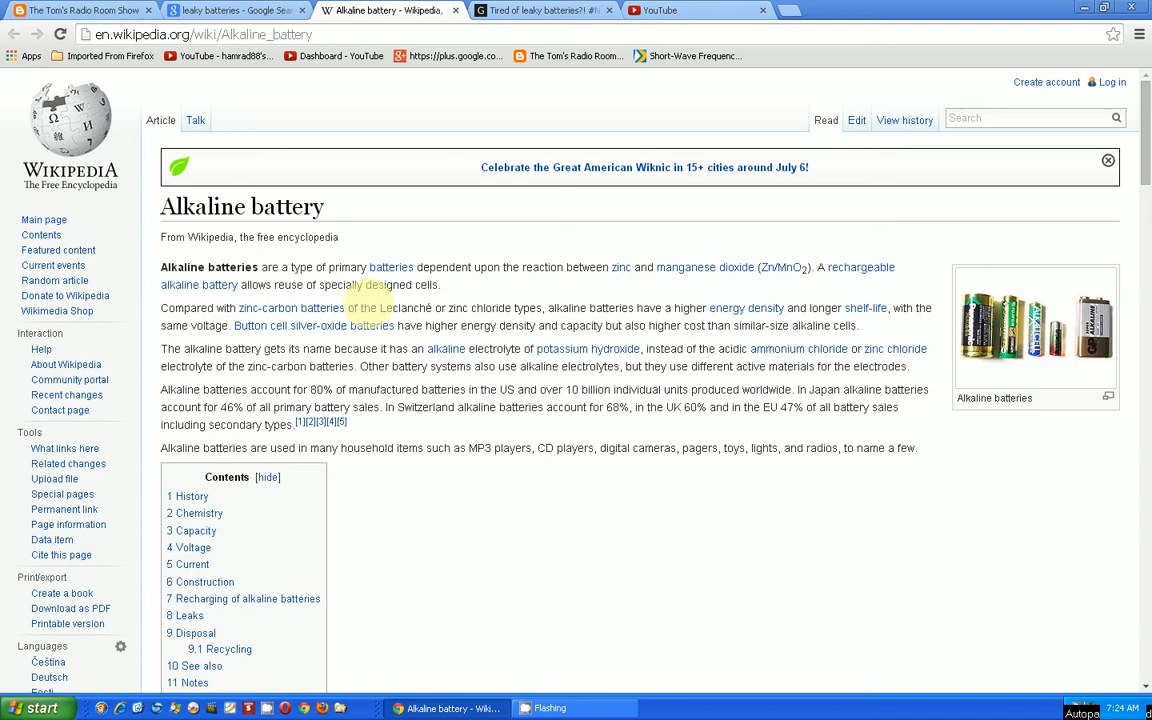 The Tom's Radio Room Show
leaky batteries - Google Sea
Alkaline battery - Wikipedia,
Tired of leaky batteries?! #N
YouTube
en.wikipedia.org/wiki/Alkaline_battery
Apps
Imported From Firefox
YouTube - hamrad88's...
Dashboard - YouTube
https://plus.google.co...
The Tom's Radio Room...
Short-Wave Frequenc...
Create account
Log in
Article
Talk
Read
Edit
View history
Search
WIKIPEDIA
The Free Encyclopedia
Celebrate the Great American Wiknic in 15+ cities around July 6!
Alkaline battery
From Wikipedia, the free encyclopedia
Alkaline batteries are a type of primary batteries dependent upon the reaction between zinc and manganese dioxide (Zn/MnO2). A rechargeable
alkaline battery allows reuse of specially designed cells.
Compared with zinc-carbon batteries of the Leclanché or zinc chloride types, alkaline batteries have a higher energy density and longer shelf-life, with the
same voltage. Button cell silver-oxide batteries have higher energy density and capacity but also higher cost than similar-size alkaline cells.
The alkaline battery gets its name because it has an alkaline electrolyte of potassium hydroxide, instead of the acidic ammonium chloride or zinc chloride
electrolyte of the zinc-carbon batteries. Other battery systems also use alkaline electrolytes, but they use different active materials for the electrodes.
Alkaline batteries account for 80% of manufactured batteries in the US and over 10 billion individual units produced worldwide. In Japan alkaline batteries
account for 46% of all primary battery sales. In Switzerland alkaline batteries account for 68%, in the UK 60% and in the EU 47% of all battery sales
including secondary types.[1][2][3][4][5]
Alkaline batteries are used in many household items such as MP3 players, CD players, digital cameras, pagers, toys, lights, and radios, to name a few.
Alkaline batteries
Contents [hide]
1 History
2 Chemistry
3 Capacity
4 Voltage
5 Current
6 Construction
7 Recharging of alkaline batteries
8 Leaks
9 Disposal
9.1 Recycling
10 See also
11 Notes
Main page
Contents
Featured content
Current events
Random article
Donate to Wikipedia
Wikimedia Shop
Interaction
Help
About Wikipedia
Community portal
Recent changes
Contact page
Tools
What links here
Related changes
Upload file
Special pages
Permanent link
Page information
Data item
Cite this page
Print/export
Create a book
Download as PDF
Printable version
Languages
Čeština
Deutsch
start
Alkaline battery - Wiki...
Flashing
7:24 AM
Autopa